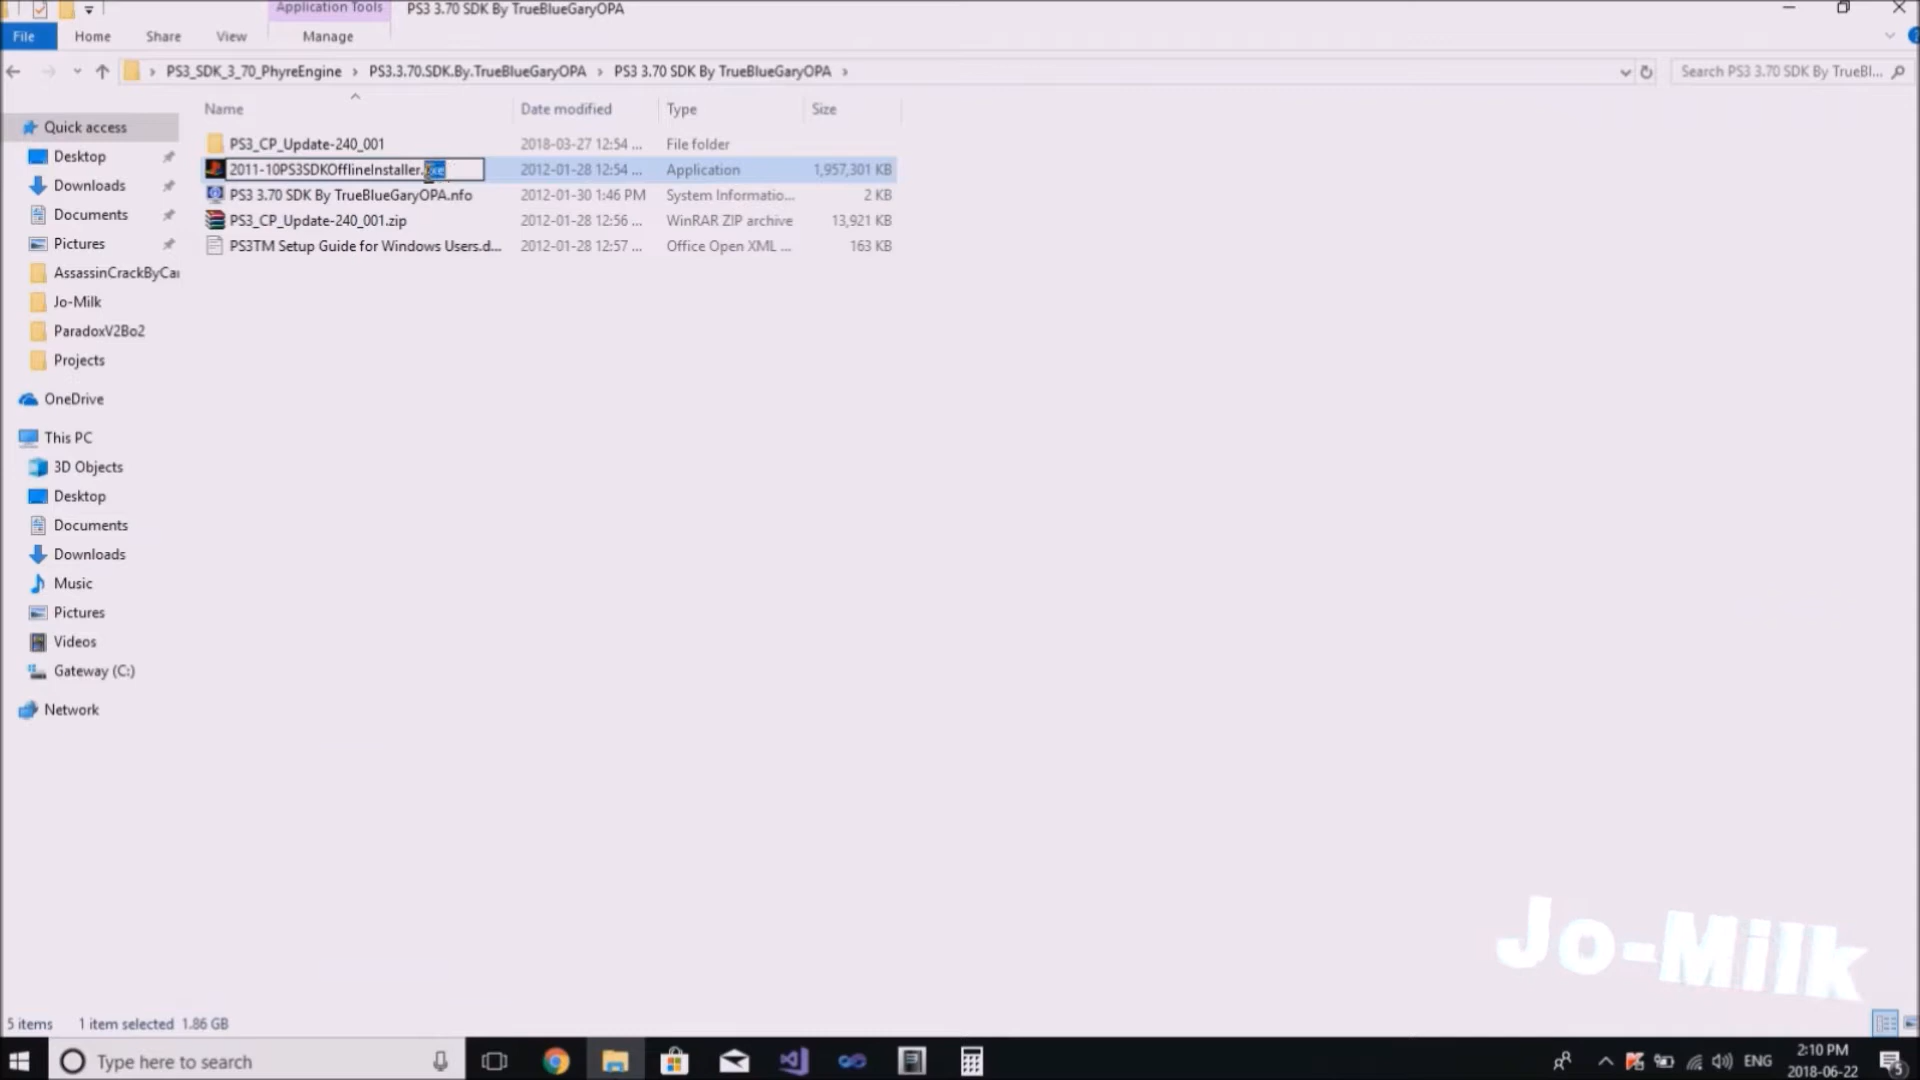 Application Tools PS3 3.70 SDK By TrueBlueGaryOPA
File Home Share View Manage
PS3_SDK_3_70_PhyreEngine PS3.3.70.SDK.By.TrueBlueGaryOPA PS3 3.70 SDK By TrueBlueGaryOPA Search PS3 3.70 SDK By TrueBl...
Name Date modified Type Size
Quick access
PS3_CP_Update-240_001 2018-03-27 12:54 ... File folder
Desktop
2011-10PS3SDKOfflineInstaller.exe 2012-01-28 12:54 ... Application 1,957,301 KB
Downloads
PS3 3.70 SDK By TrueBlueGaryOPA.nfo 2012-01-30 1:46 PM System Informatio... 2 KB
Documents
PS3_CP_Update-240_001.zip 2012-01-28 12:56 ... WinRAR ZIP archive 13,921 KB
Pictures
PS3TM Setup Guide for Windows Users.d... 2012-01-28 12:57 ... Office Open XML ... 163 KB
AssassinCrackByCa
Jo-Milk
ParadoxV2Bo2
Projects
OneDrive
This PC
3D Objects
Desktop
Documents
Downloads
Music
Pictures
Videos
Gateway (C:)
Network
Jo-Milk
5 items 1 item selected 1.86 GB
Type here to search
ENG
2:10 PM
2018-06-22
5